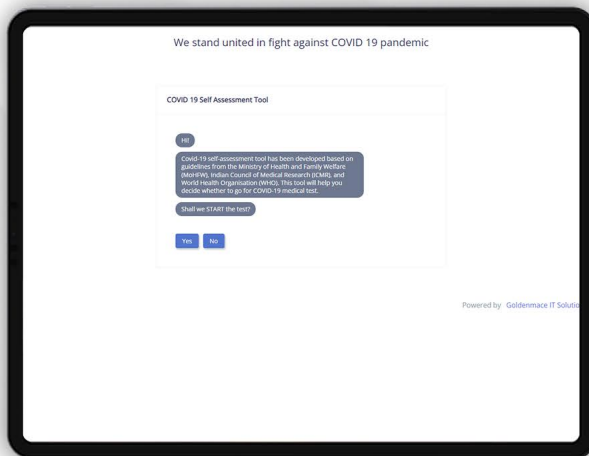 We stand united in fight against COVID 19 pandemic
COVID 19 Self Assessment Tool
Hi!
Covid-19 self-assessment tool has been developed based on
guidelines from the Ministry of Health and Family Welfare
(MoHFW), Indian Council of Medical Research (ICMR), and
World Health Organisation (WHO). This tool will help you
decide whether to go for COVID-19 medical test.
Shall we START the test?
Yes No
Powered by Goldenmace IT Solutio